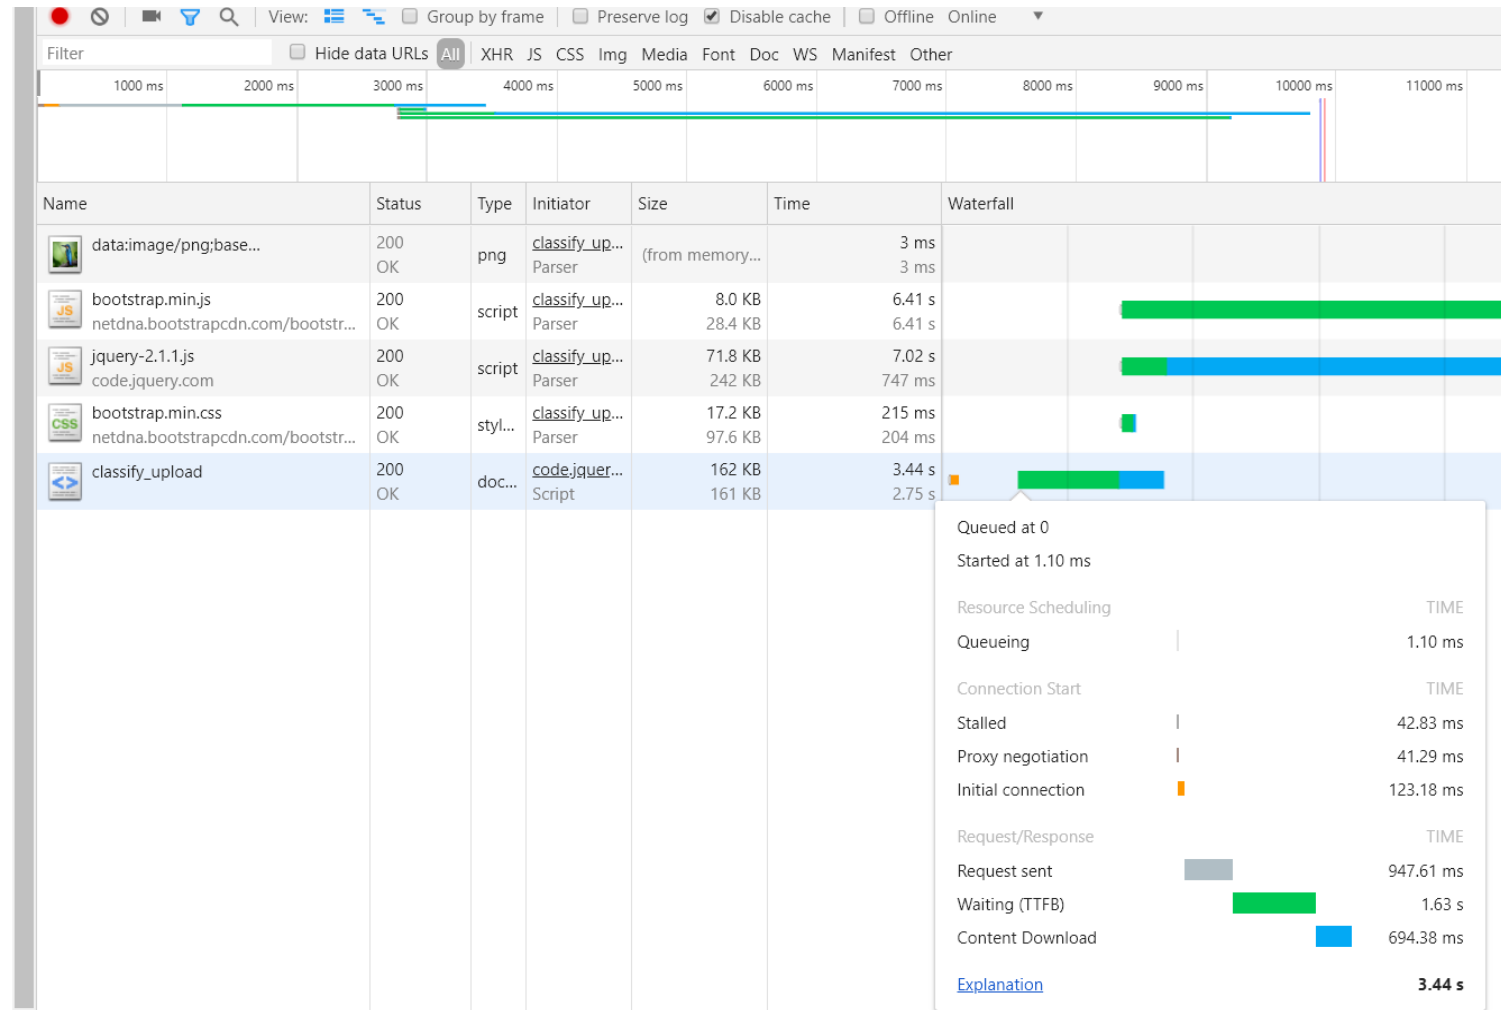 View: Group by frame Preserve log Disable cache Offline Online
Filter Hide data URLs All XHR JS CSS Img Media Font Doc WS Manifest Other
1000 ms 2000 ms 3000 ms 4000 ms 5000 ms 6000 ms 7000 ms 8000 ms 9000 ms 10000 ms 11000 ms
Name Status Type Initiator Size Time Waterfall
data:image/png;base... 200 OK png classify_up... Parser (from memory... 3 ms 3 ms
JS bootstrap.min.js 200 script classify_up... 8.0 KB 6.41 s
netdna.bootstrapcdn.com/bootstr... OK Parser 28.4 KB 6.41 s
JS jquery-2.1.1.js 200 script classify_up... 71.8 KB 7.02 s
code.jquery.com OK Parser 242 KB 747 ms
CSS bootstrap.min.css 200 styl... classify_up... 17.2 KB 215 ms
netdna.bootstrapcdn.com/bootstr... OK Parser 97.6 KB 204 ms
classify_upload 200 doc... code.jquer... 162 KB 3.44 s
OK Script 161 KB 2.75 s
Queued at 0
Started at 1.10 ms
Resource Scheduling TIME
Queueing 1.10 ms
Connection Start TIME
Stalled 42.83 ms
Proxy negotiation 41.29 ms
Initial connection 123.18 ms
Request/Response TIME
Request sent 947.61 ms
Waiting (TTFB) 1.63 s
Content Download 694.38 ms
Explanation 3.44 s